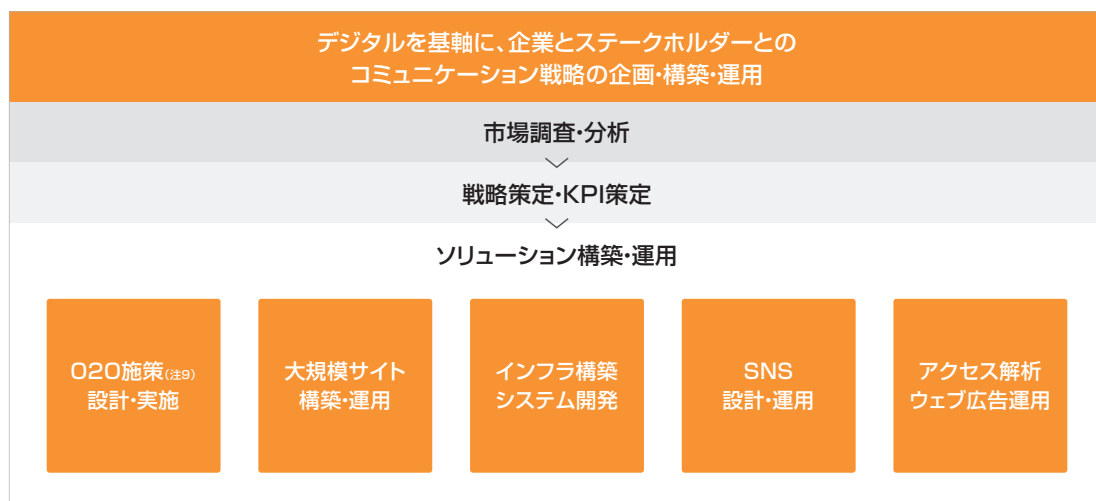 デジタルを基軸に、企業とステークホルダーとの
コミュニケーション戦略の企画・構築・運用
市場調査・分析
戦略策定・KPI策定
ソリューション構築・運用
O2O施策(注9)
設計・実施
大規模サイト
構築・運用
インフラ構築
システム開発
SNS
設計・運用
アクセス解析
ウェブ広告運用